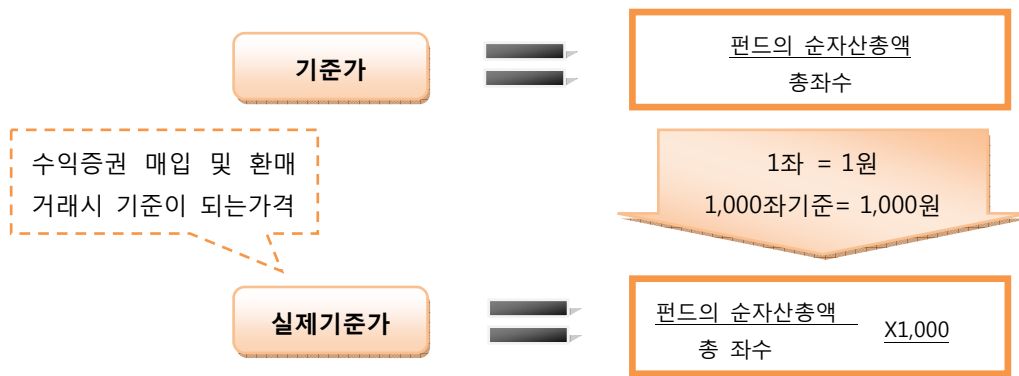 기준가
펀드의 순자산총액
총좌수
수익증권 매입 및 환매
거래시 기준이 되는가격
1좌 = 1원
1,000좌기준= 1,000원
실제기준가
펀드의 순자산총액
총 좌수
X1,000